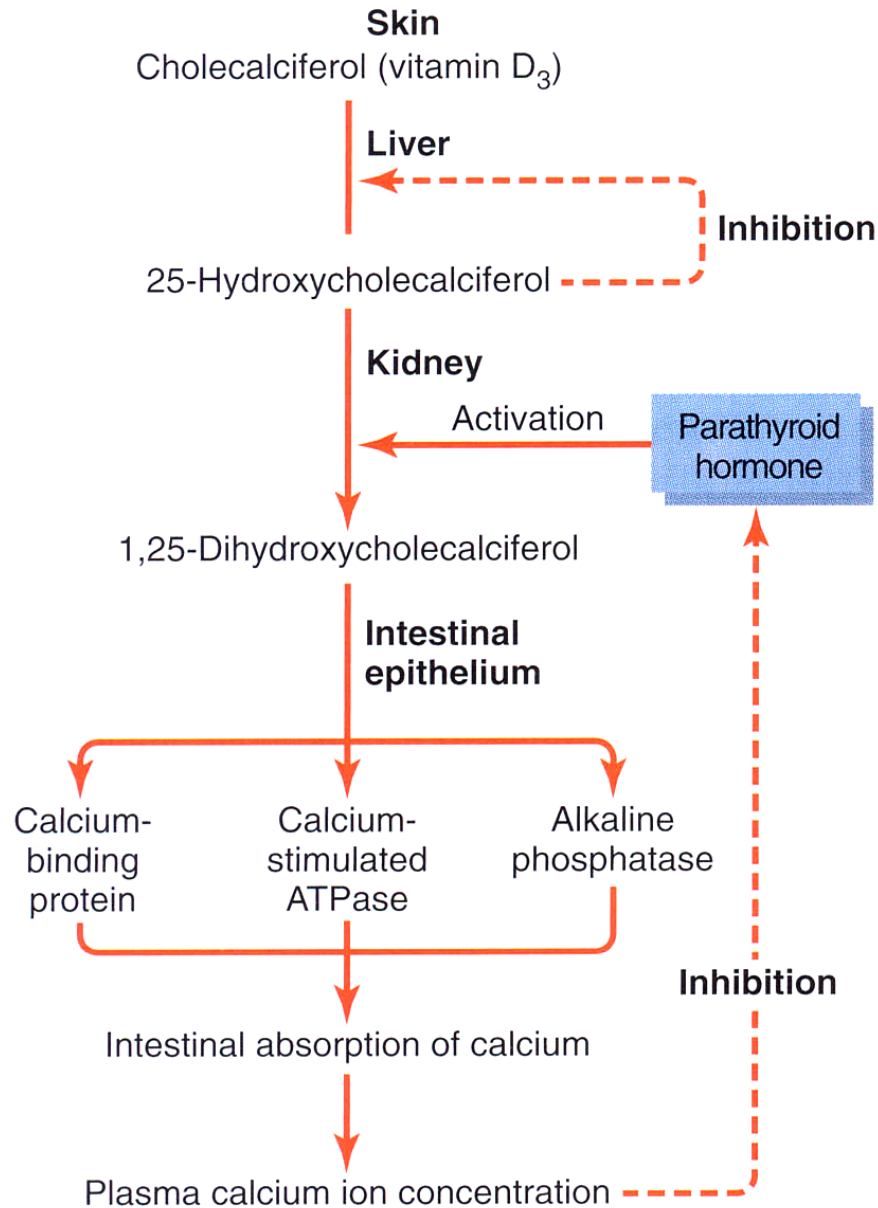 Skin
Cholecalciferol (vitamin D₃)
Liver
Inhibition
25-Hydroxycholecalciferol
Kidney
Activation
Parathyroid
hormone
1,25-Dihydroxycholecalciferol
Intestinal
epithelium
Calcium-
binding
protein
Calcium-
stimulated
ATPase
Alkaline
phosphatase
Inhibition
Intestinal absorption of calcium
Plasma calcium ion concentration